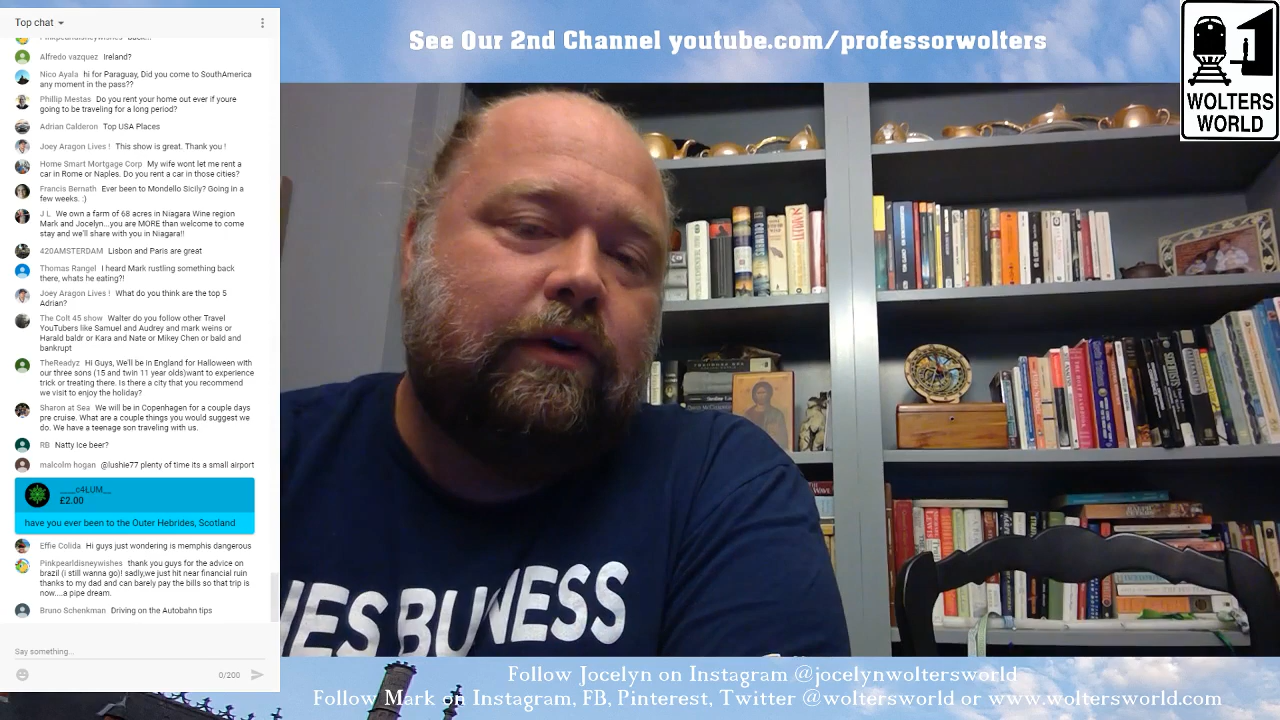 Top chat
Alfredo vazquez Ireland?
Nico Ayala hi for Paraguay, Did you come to SouthAmerica
any moment in the pass??
Phillip Mestas Do you rent your home out ever if youre
going to be traveling for a long period?
Adrian Calderon Top USA Places
Joey Aragon Lives ! This show is great. Thank you !
Home Smart Mortgage Corp My wife wont let me rent a
car in Rome or Naples. Do you rent a car in those cities?
Francis Bernath Ever been to Mondello Sicily? Going in a
few weeks. :)
J L We own a farm of 68 acres in Niagara Wine region
Mark and Jocelyn...you are MORE than welcome to come
stay and we'll share with you in Niagara!!
420AMSTERDAM Lisbon and Paris are great
Thomas Rangel I heard Mark rustling something back
there, whats he eating?!
Joey Aragon Lives ! What do you think are the top 5
Adrian?
The Colt 45 show Walter do you follow other Travel
YouTubers like Samuel and Audrey and mark weins or
Harald baldr or Kara and Nate or Mikey Chen or bald and
bankrupt
TheReadyz Hi Guys, We'll be in England for Halloween with
our three sons (15 and twin 11 year olds)want to experience
trick or treating there. Is there a city that you recommend
we visit to enjoy the holiday?
Sharon at Sea We will be in Copenhagen for a couple days
pre cruise. What are a couple things you would suggest we
do. We have a teenage son traveling with us.
RB Natty Ice beer?
malcolm hogan @lushie77 plenty of time its a small airport
____c4ŁUM__
£2.00
have you ever been to the Outer Hebrides, Scotland
Effie Colida Hi guys just wondering is memphis dangerous
Pinkpearldisneywishes thank you guys for the advice on
brazil (i still wanna go)! sadly,we just hit near financial ruin
thanks to my dad and can barely pay the bills so that trip is
now....a pipe dream.
Bruno Schenkman Driving on the Autobahn tips
Say something...
0/200
See Our 2nd Channel youtube.com/professorwolters
WOLTERS
WORLD
Follow Jocelyn on Instagram @jocelynwoltersworld
Follow Mark on Instagram, FB, Pinterest, Twitter @woltersworld or www.woltersworld.com